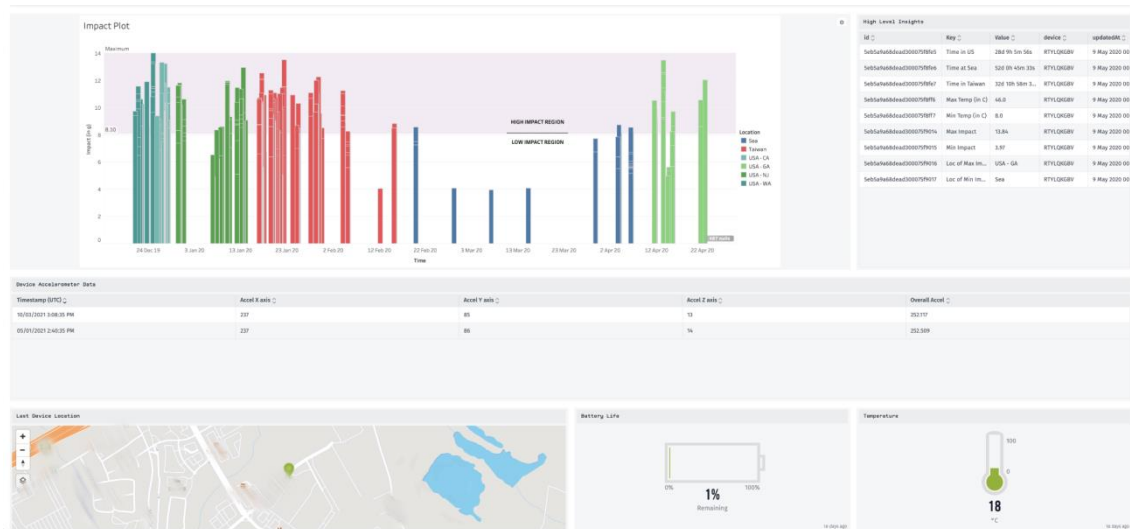 Impact Plot
Maximum
14
12
10
8.10
8
6
4
2
0
Impact (in g)
HIGH IMPACT REGION
LOW IMPACT REGION
24 Dec 19
3 Jan 20
13 Jan 20
23 Jan 20
2 Feb 20
12 Feb 20
22 Feb 20
3 Mar 20
13 Mar 20
23 Mar 20
2 Apr 20
12 Apr 20
22 Apr 20
Time
Location
Sea
Taiwan
USA - CA
USA - GA
USA - NJ
USA - WA
High Level Insights
id Key Value device updatedAt
Time in US 28d 9h 5m 56s RTYLQKGBV 9 May 2020 00
Time at Sea 52d 0h 45m 33s RTYLQKGBV 9 May 2020 00
Time in Taiwan 32d 10h 58m 3... RTYLQKGBV 9 May 2020 00
Max Temp (in C) 46.0 RTYLQKGBV 9 May 2020 00
Min Temp (in C) 8.0 RTYLQKGBV 9 May 2020 00
Max Impact 13.84 RTYLQKGBV 9 May 2020 00
Min Impact 3.97 RTYLQKGBV 9 May 2020 00
Loc of Max Im... USA - GA RTYLQKGBV 9 May 2020 00
Loc of Min Im... Sea RTYLQKGBV 9 May 2020 00
Device Accelerometer Data
Timestamp (UTC) Accel X axis Accel Y axis Accel Z axis Overall Accel
10/03/2021 3:08:35 PM 237 85 13 252.117
05/01/2021 2:40:35 PM 237 86 14 252.509
Last Device Location
+
−
Battery Life
0%
100%
1%
Remaining
14 days ago
Temperature
100
0
18
°C
14 days ago